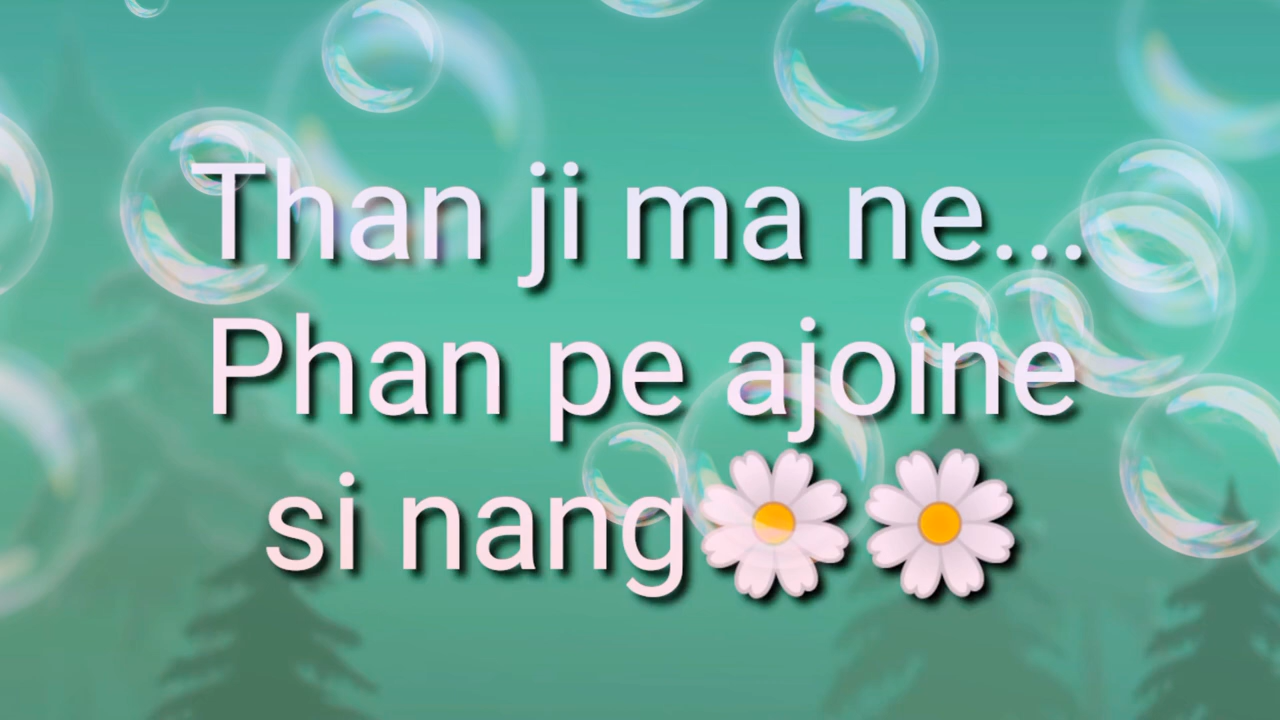 Than ji ma ne...
Phan pe ajoine
si nang🌼🌼